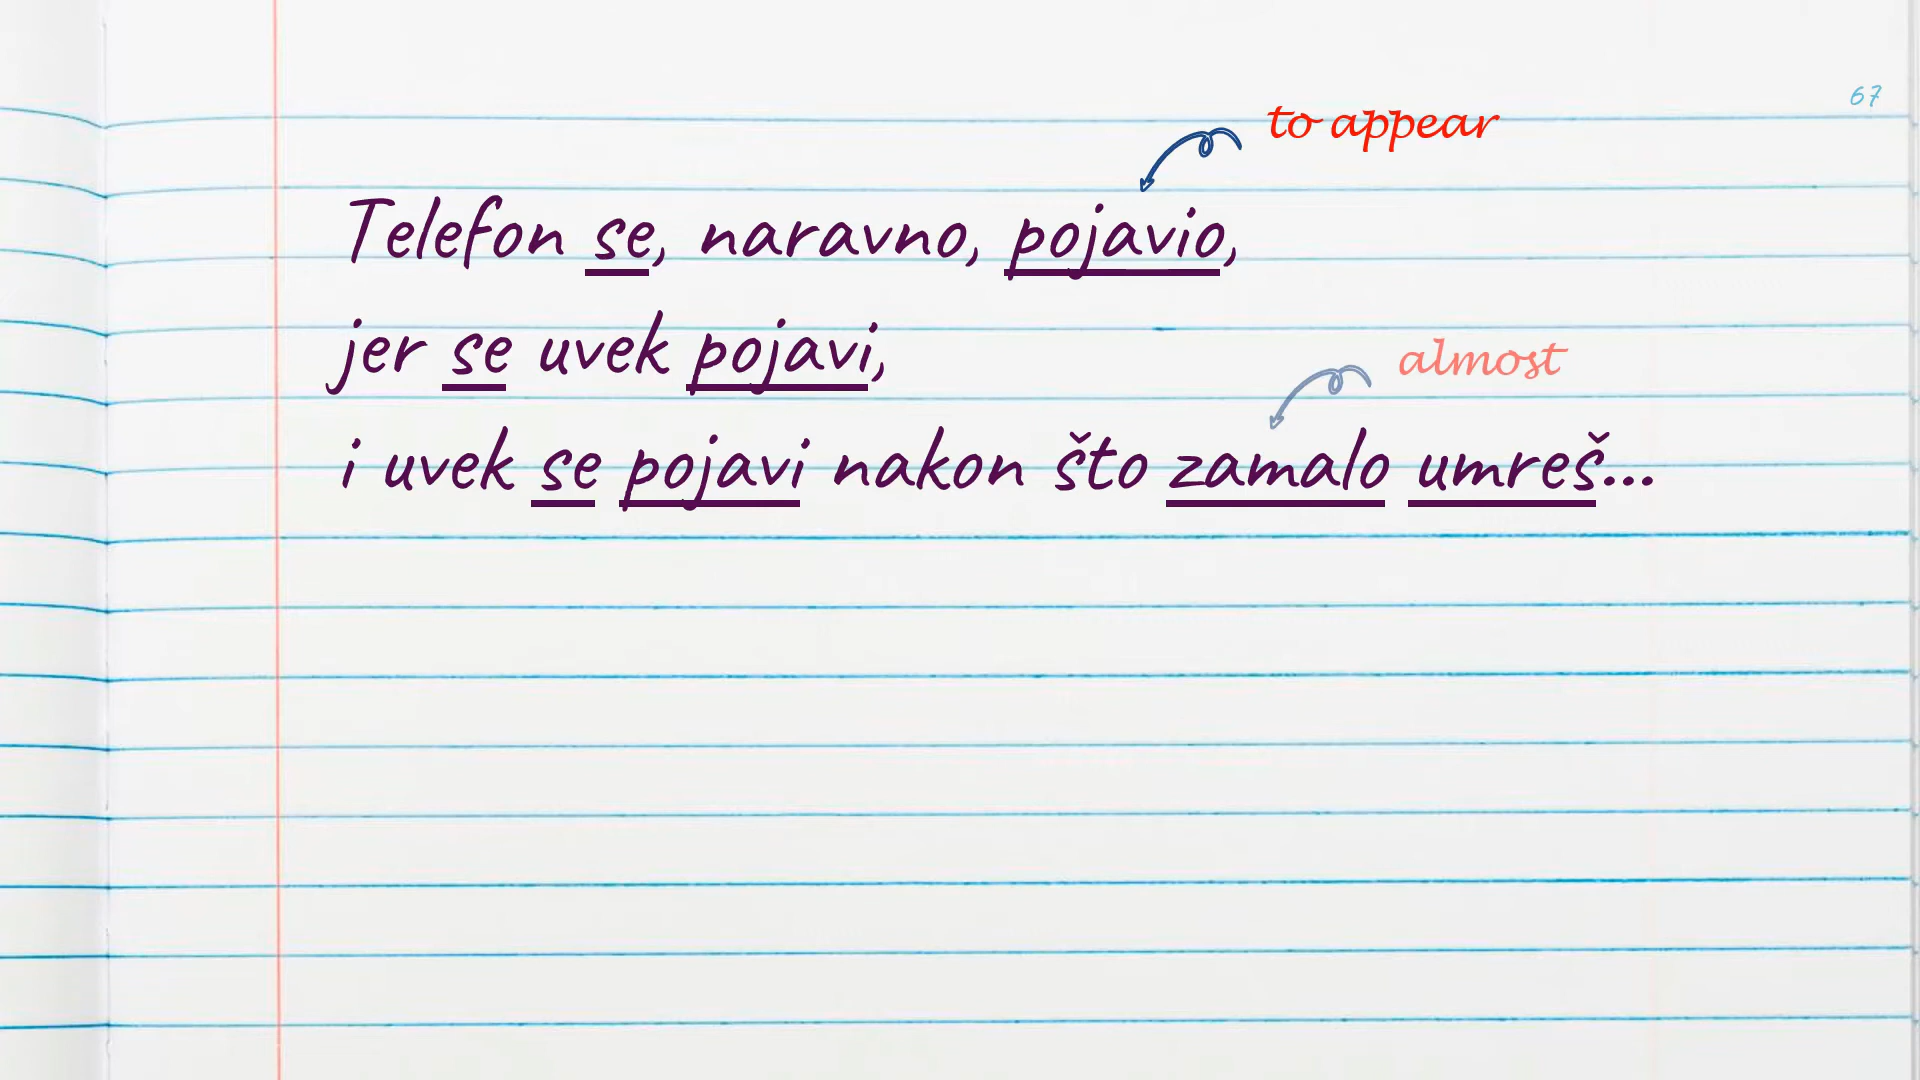 67
to appear
Telefon se, naravno, pojavio,
jer se uvek pojavi,
almost
i uvek se pojavi nakon što zamalo umreš...